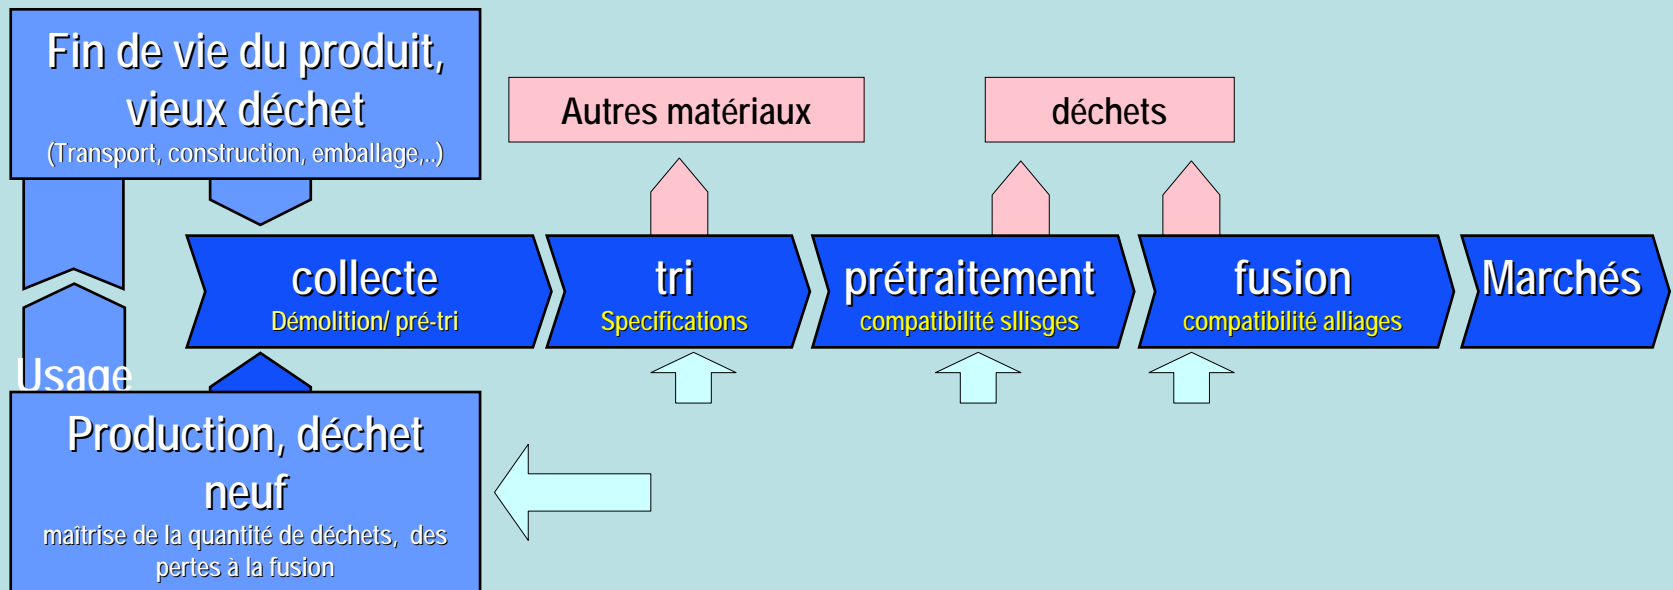 Fin de vie du produit,
vieux déchet
(Transport, construction, emballage,..)
Autres matériaux
déchets
collecte
Démolition/ pré-tri
tri
Specifications
prétraitement
compatibilité sllisges
fusion
compatibilité alliages
Marchés
Usage
Production, déchet
neuf
maîtrise de la quantité de déchets, des
pertes à la fusion